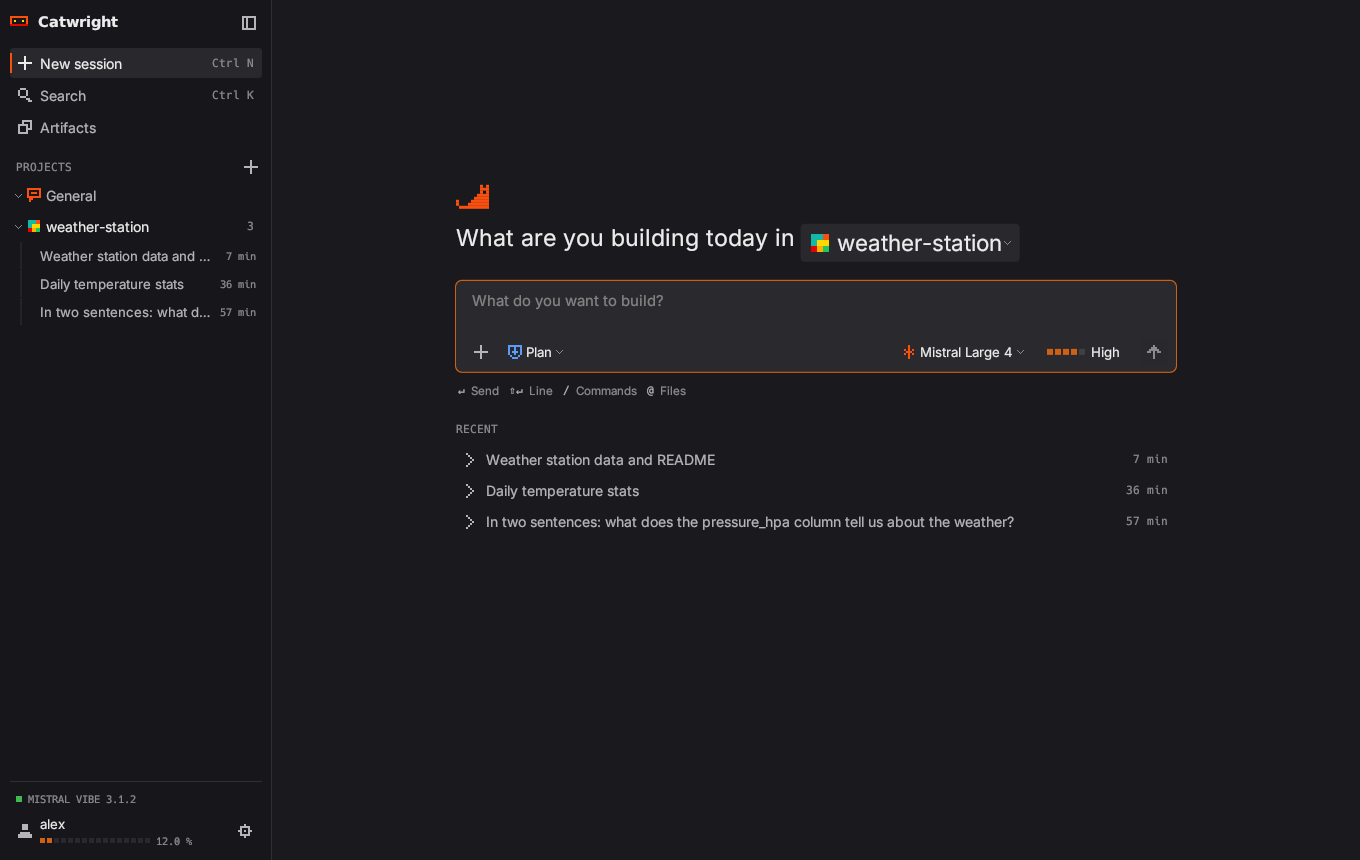 Catwright
New session Ctrl N
Search Ctrl K
Artifacts
PROJECTS
General
weather-station 3
Weather station data and ... 7 min
Daily temperature stats 36 min
In two sentences: what d... 57 min
MISTRAL VIBE 3.1.2
alex
12.0 %
What are you building today in weather-station
What do you want to build?
Plan Mistral Large 4 High
↵ Send ⇧↵ Line / Commands @ Files
RECENT
Weather station data and README 7 min
Daily temperature stats 36 min
In two sentences: what does the pressure_hpa column tell us about the weather? 57 min